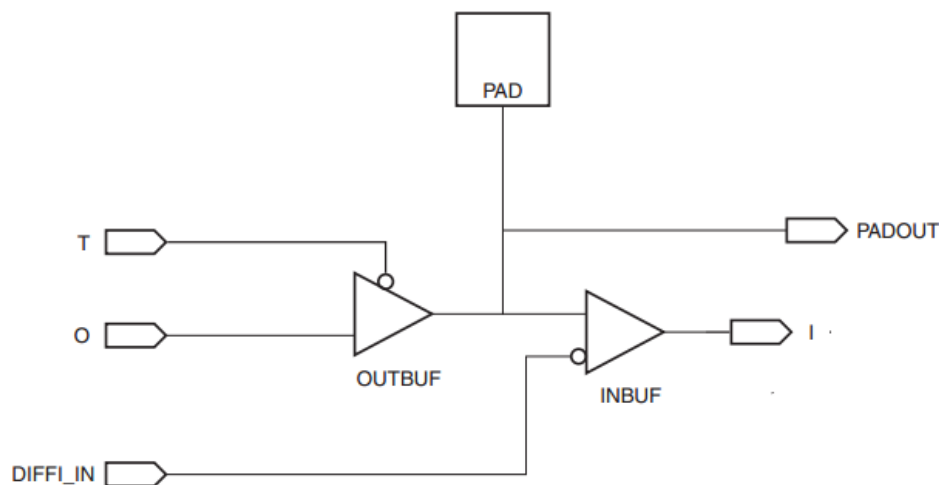 PAD
T
PADOUT
O
I
OUTBUF
INBUF
DIFFI_IN